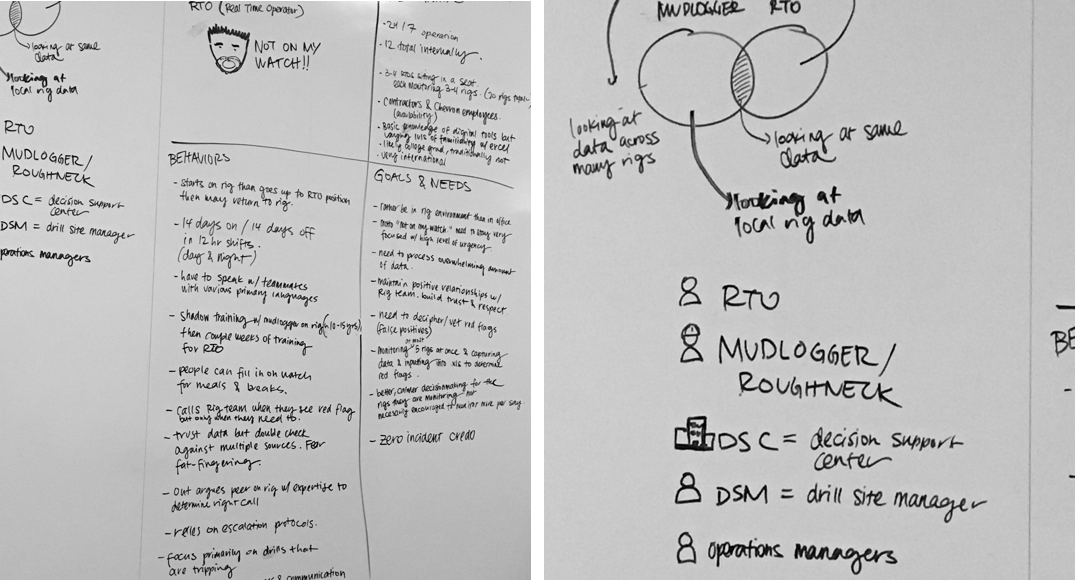 looking at same
data
looking at
local rig data
RTO
MUDLOGGER/
ROUGHNECK
DSC = decision support
center
DSM = drill site manager
operations managers
RTO (Real Time Operator)
NOT ON MY
WATCH!!
- 24/7 operation
- 12 total internally.
- 3-4 RTOs sitting in a seat.
each monitoring 3-4 rigs. (20 rigs
- Contractors & Chevron employees.
(availability)
- Basic knowledge of digital tools but
varying lvls of familiarity w/ excel
- likely college grad, traditionally not
- very international
BEHAVIORS
- starts on rig than goes up to RTO position
then may return to rig.
- 14 days on / 14 days off
in 12 hr shifts.
(day & night)
- have to speak w/ teammates
with various primary languages
- shadow training w/ mudlogger on rig (10-15 yrs)
then couple weeks of training
for RTO
- people can fill in on watch
for meals & breaks.
- calls Rig team when they see red flag
but only when they need to.
- trust data but double check
against multiple sources. Fear
fat-fingering.
- out argues peer on rig w/ expertise to
determine right call
- relies on escalation protocols.
- focus primarily on drills that
are tripping
& communication
GOALS & NEEDS
- rather be in rig environment than in office
- "not on my watch" need to stay very
focused w/ high level of urgency
- need to process overwhelming amount
of data.
- maintain positive relationships w/
Rig team. build trust & respect
- need to decipher/vet red flags
(false positives)
- monitoring 5 rigs at once & capturing
data & inputting into xls to determine
red flags.
- better, calmer decisionmaking for the
rigs they are monitoring not
necessarily encouraged to monitor more per say
- zero incident credo
MUDLOGGER RTO
looking at
data across
many rigs
looking at same
data
looking at
local rig data
RTO
MUDLOGGER/
ROUGHNECK
DSC = decision support
center
DSM = drill site manager
operations managers
BE